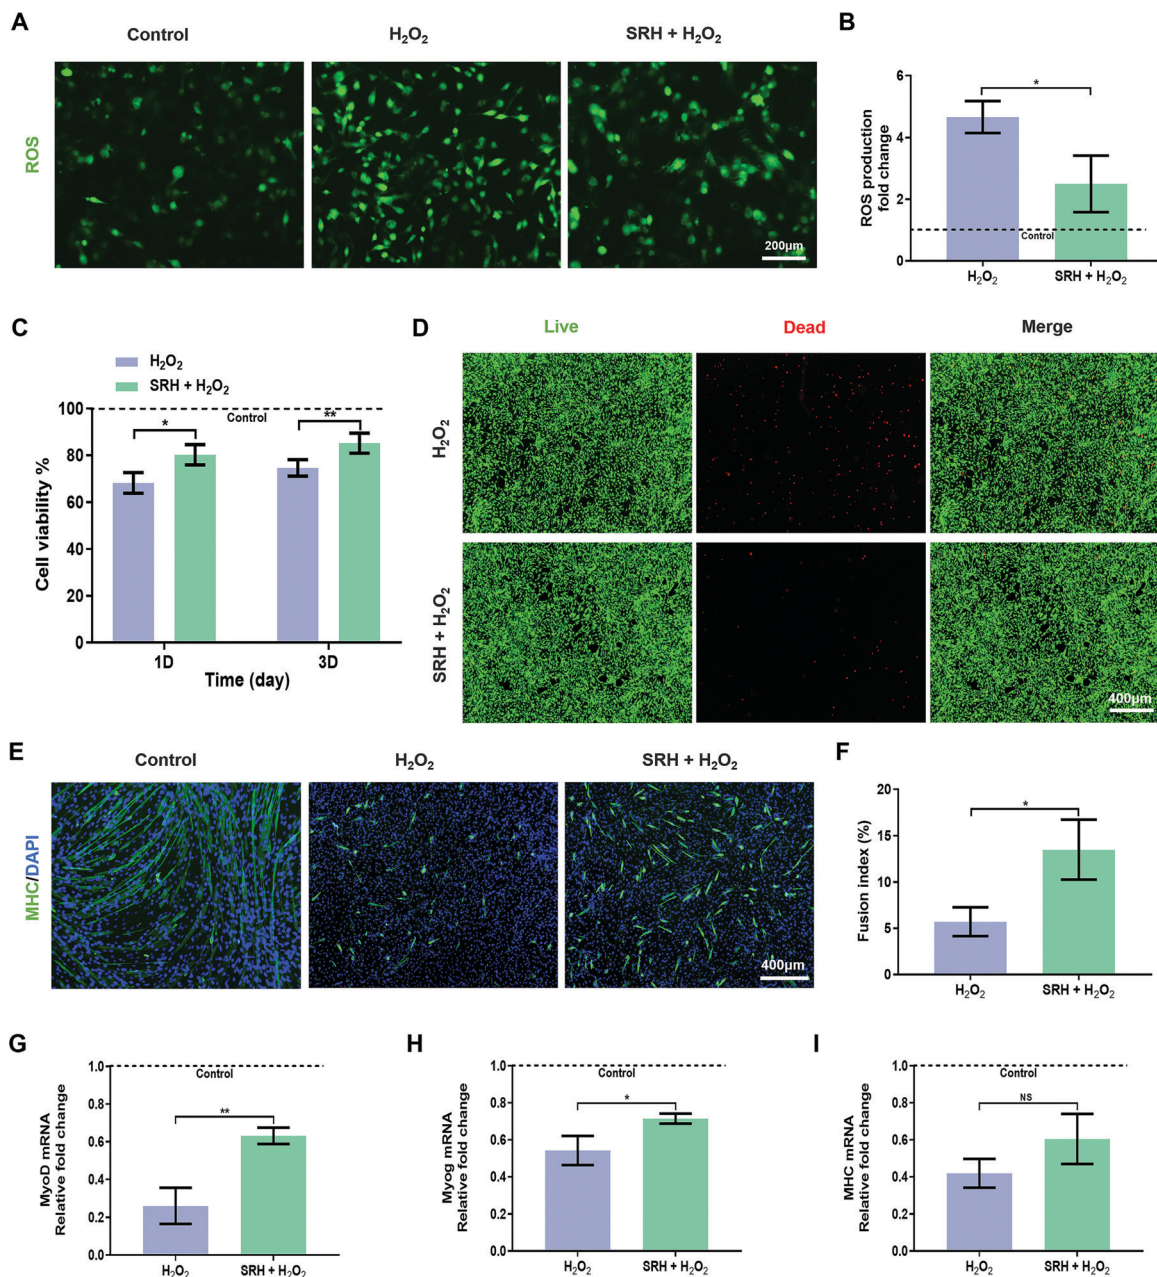 A
Control
H₂O₂
SRH + H₂O₂
ROS
200µm
B
ROS production
fold change
6
4
2
0
*
Control
H₂O₂
SRH + H₂O₂
C
H₂O₂
SRH + H₂O₂
Cell viability %
100
80
60
40
20
0
Control
*
**
1D
3D
Time (day)
D
Live
Dead
Merge
H₂O₂
SRH + H₂O₂
400µm
E
Control
H₂O₂
SRH + H₂O₂
MHC/DAPI
400µm
F
Fusion index (%)
20
15
10
5
0
*
H₂O₂
SRH + H₂O₂
G
MyoD mRNA
Relative fold change
1.0
0.8
0.6
0.4
0.2
0.0
Control
**
H₂O₂
SRH + H₂O₂
H
Myog mRNA
Relative fold change
1.0
0.8
0.6
0.4
0.2
0.0
Control
*
H₂O₂
SRH + H₂O₂
I
MHC mRNA
Relative fold change
1.0
0.8
0.6
0.4
0.2
0.0
Control
NS
H₂O₂
SRH + H₂O₂